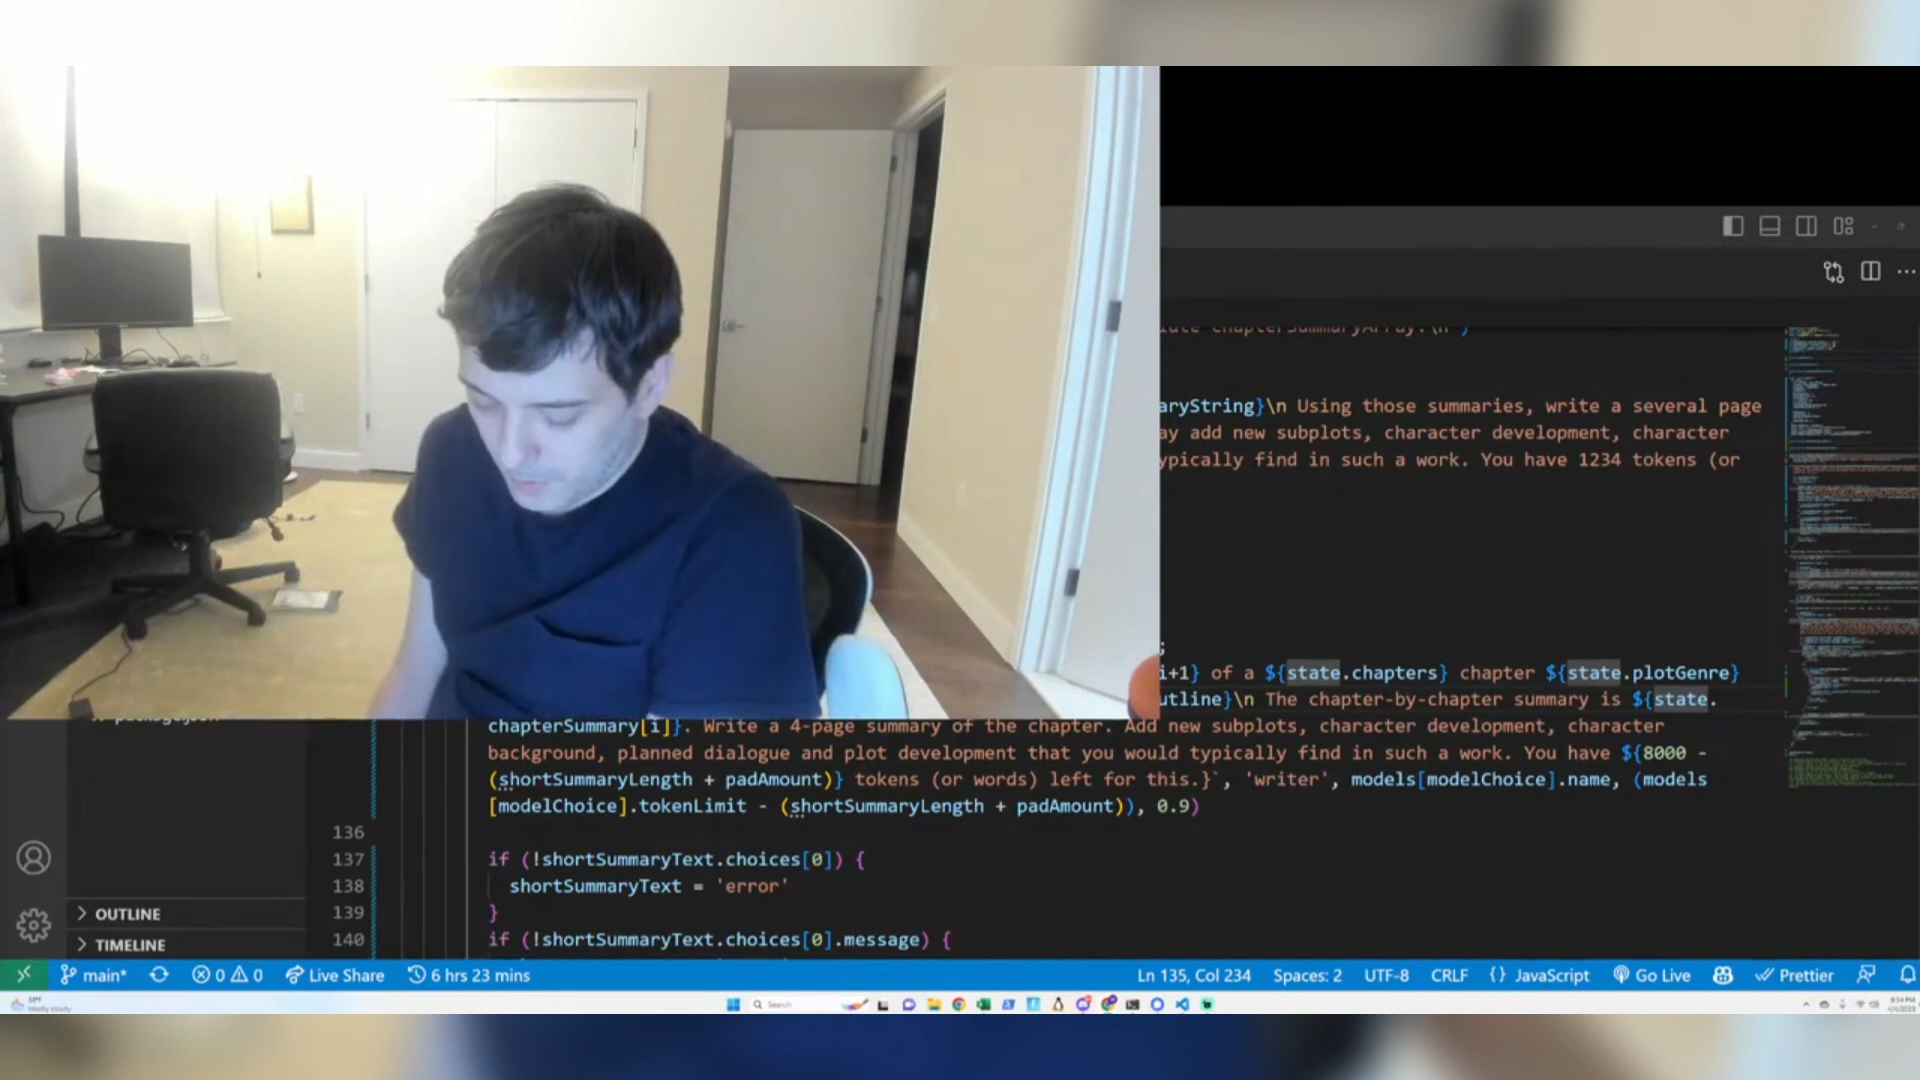 aryString}\n Using those summaries, write a several page
ay add new subplots, character development, character
ypically find in such a work. You have 1234 tokens (or
;
i+1} of a ${state.chapters} chapter ${state.plotGenre}
utline}\n The chapter-by-chapter summary is ${state.
chapterSummary[i]}. Write a 4-page summary of the chapter. Add new subplots, character development, character
background, planned dialogue and plot development that you would typically find in such a work. You have ${8000 -
(shortSummaryLength + padAmount)} tokens (or words) left for this.}`, 'writer', models[modelChoice].name, (models
[modelChoice].tokenLimit - (shortSummaryLength + padAmount)), 0.9)
136
137 if (!shortSummaryText.choices[0]) {
138 shortSummaryText = 'error'
139 }
140 if (!shortSummaryText.choices[0].message) {
OUTLINE
TIMELINE
main* 0 0 Live Share 6 hrs 23 mins Ln 135, Col 234 Spaces: 2 UTF-8 CRLF {} JavaScript Go Live Prettier
Search